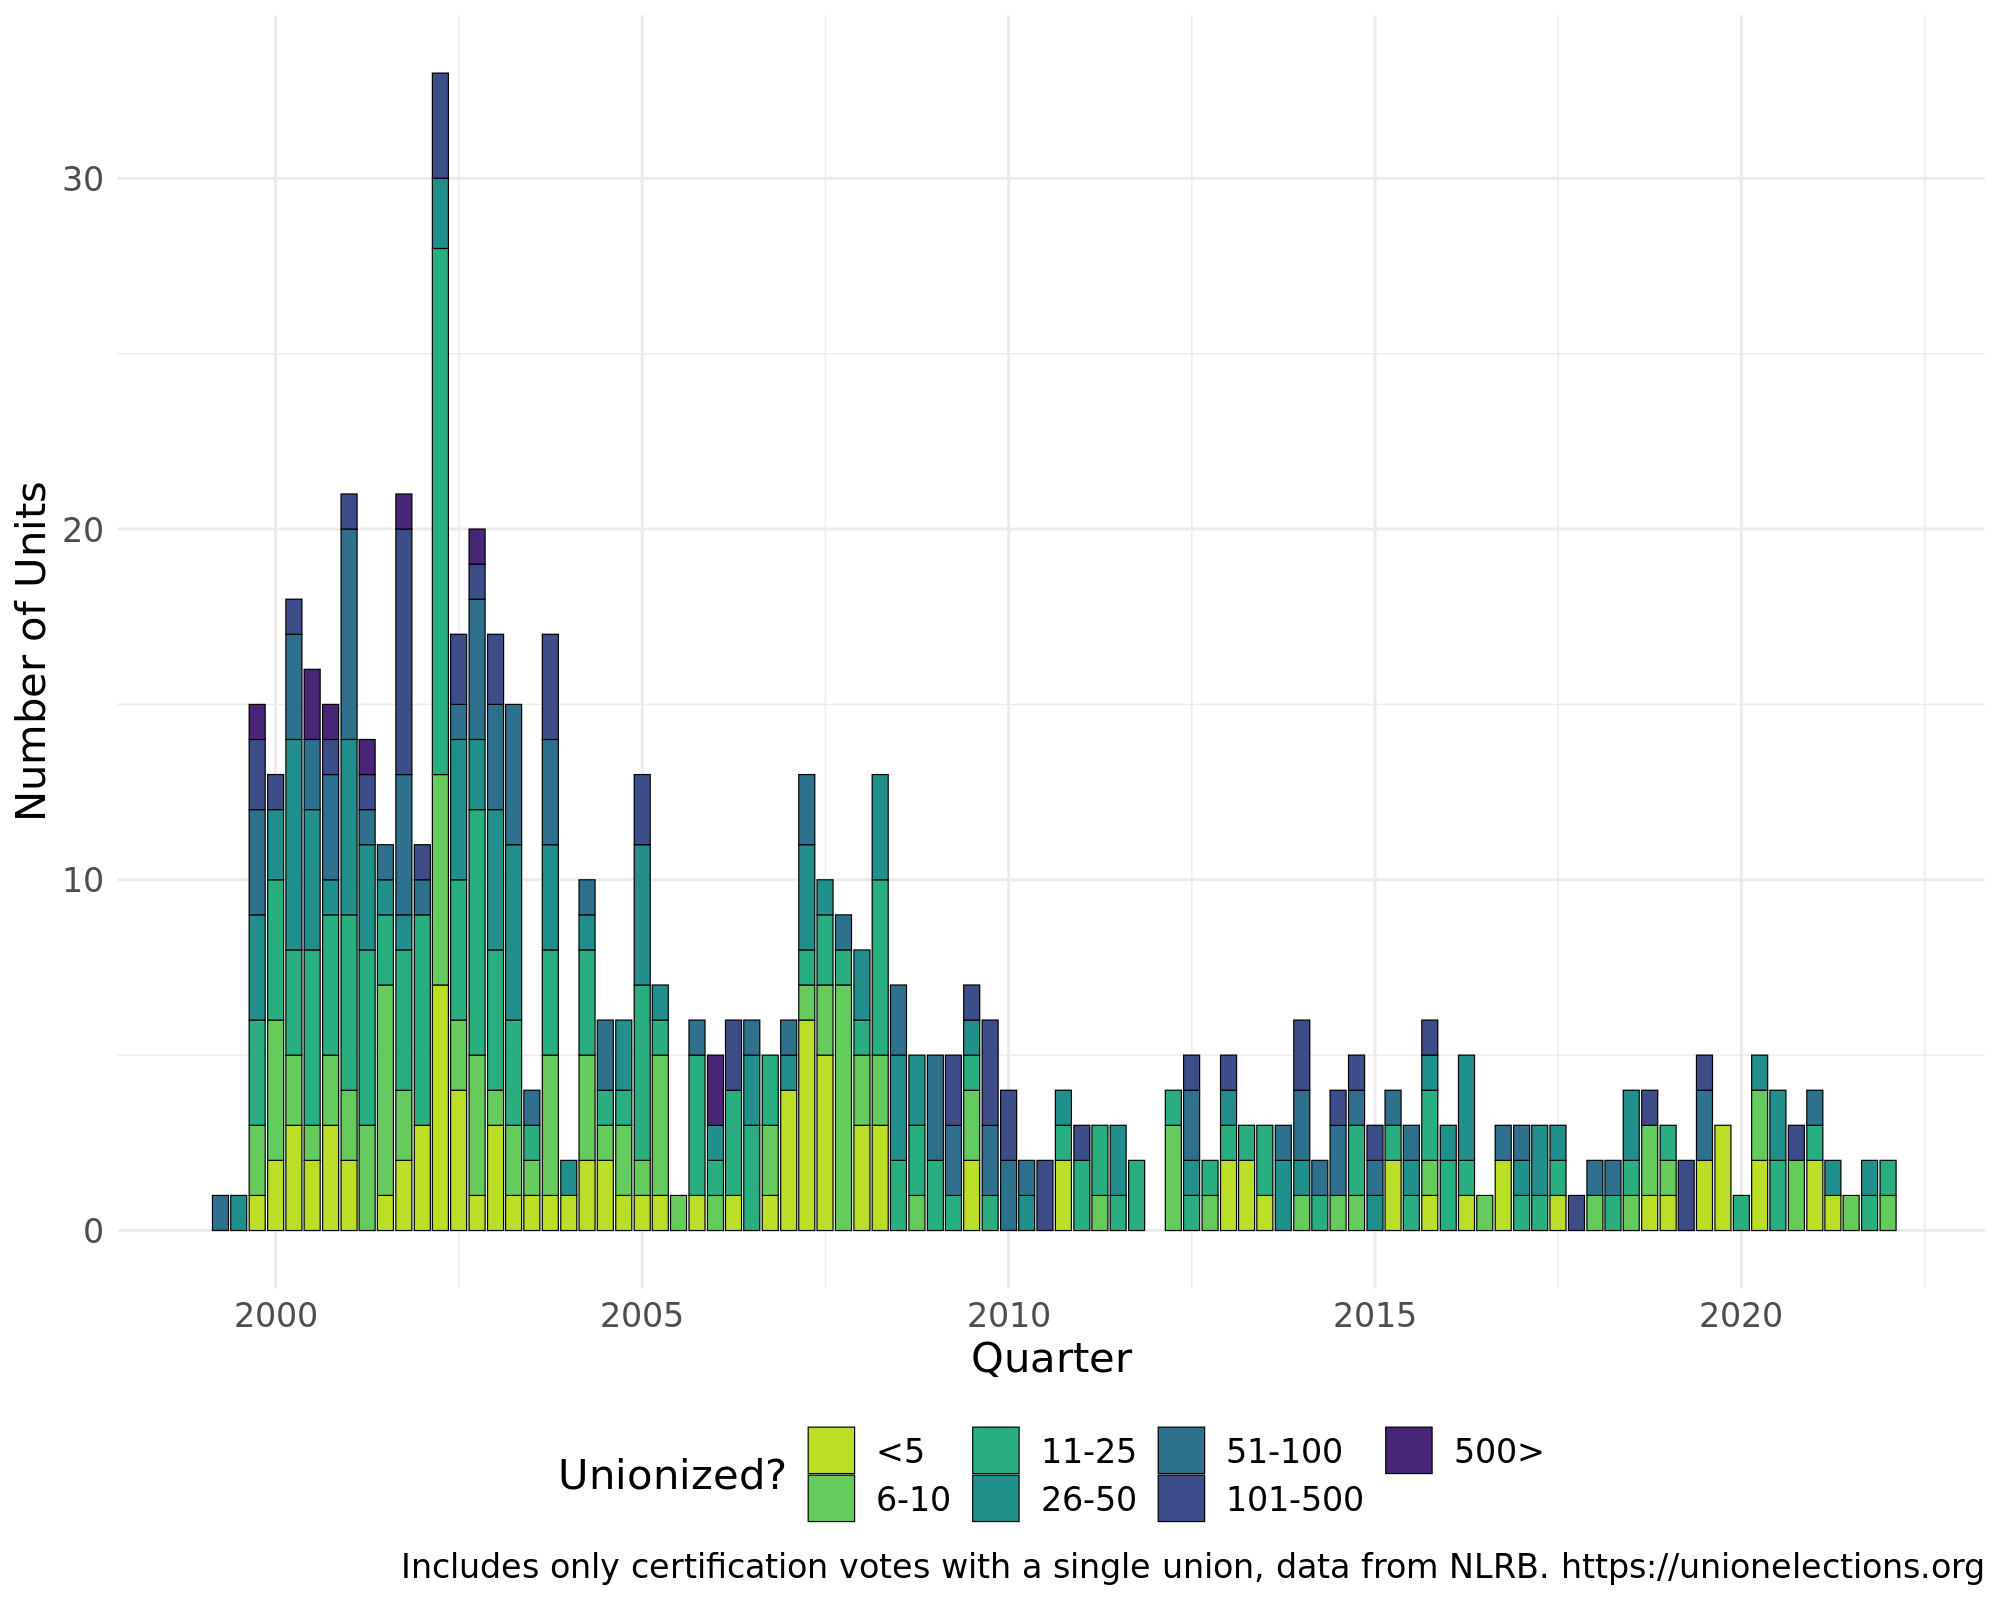 30
20
10
0
Number of Units
2000 2005 2010 2015 2020
Quarter
Unionized?
<5 11-25 51-100 500>
6-10 26-50 101-500
Includes only certification votes with a single union, data from NLRB. https://unionelections.org